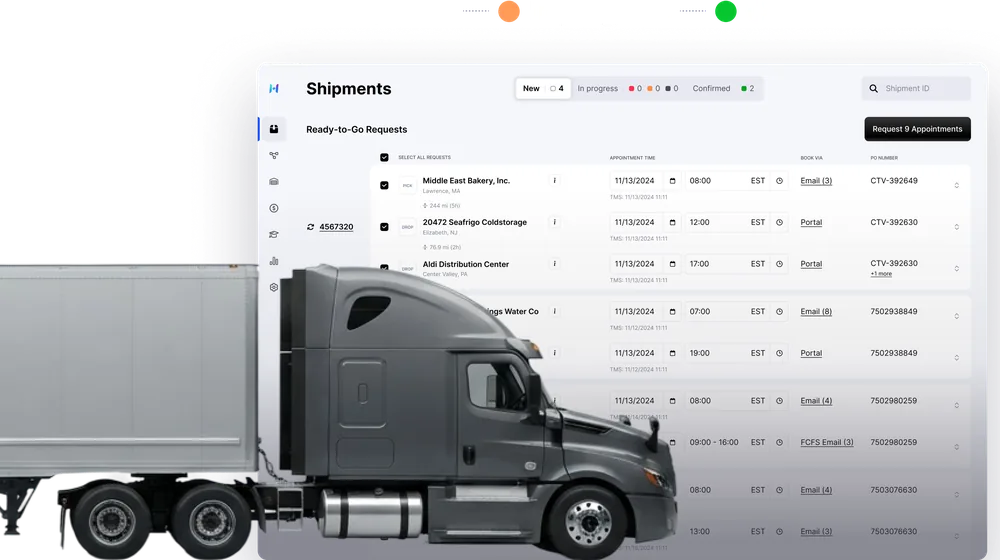 Shipments
New 4 In progress 0 0 0 Confirmed 2
Shipment ID
Ready-to-Go Requests
Request 9 Appointments
SELECT ALL REQUESTS APPOINTMENT TIME BOOK VIA PO NUMBER
PICK Middle East Bakery, Inc. i 11/13/2024 08:00 EST Email (3) CTV-392649
Lawrence, MA
TMS: 11/13/2024 11:11
244 mi (5h)
4567320 DROP 20472 Seafrigo Coldstorage i 11/13/2024 12:00 EST Portal CTV-392630
Elizabeth, NJ
TMS: 11/13/2024 11:11
76.9 mi (2h)
DROP Aldi Distribution Center i 11/13/2024 17:00 EST Portal CTV-392630
Center Valley, PA +1 more
TMS: 11/13/2024 11:11
Water Co i 11/13/2024 07:00 EST Email (8) 7502938849
TMS: 11/12/2024 11:11
i 11/13/2024 19:00 EST Portal 7502938849
TMS: 11/12/2024 11:11
11/13/2024 08:00 EST Email (4) 7502980259
TMS: 11/14/2024 11:11
09:00 - 16:00 EST FCFS Email (3) 7502980259
08:00 EST Email (4) 7503076630
13:00 EST Email (3) 7503076630